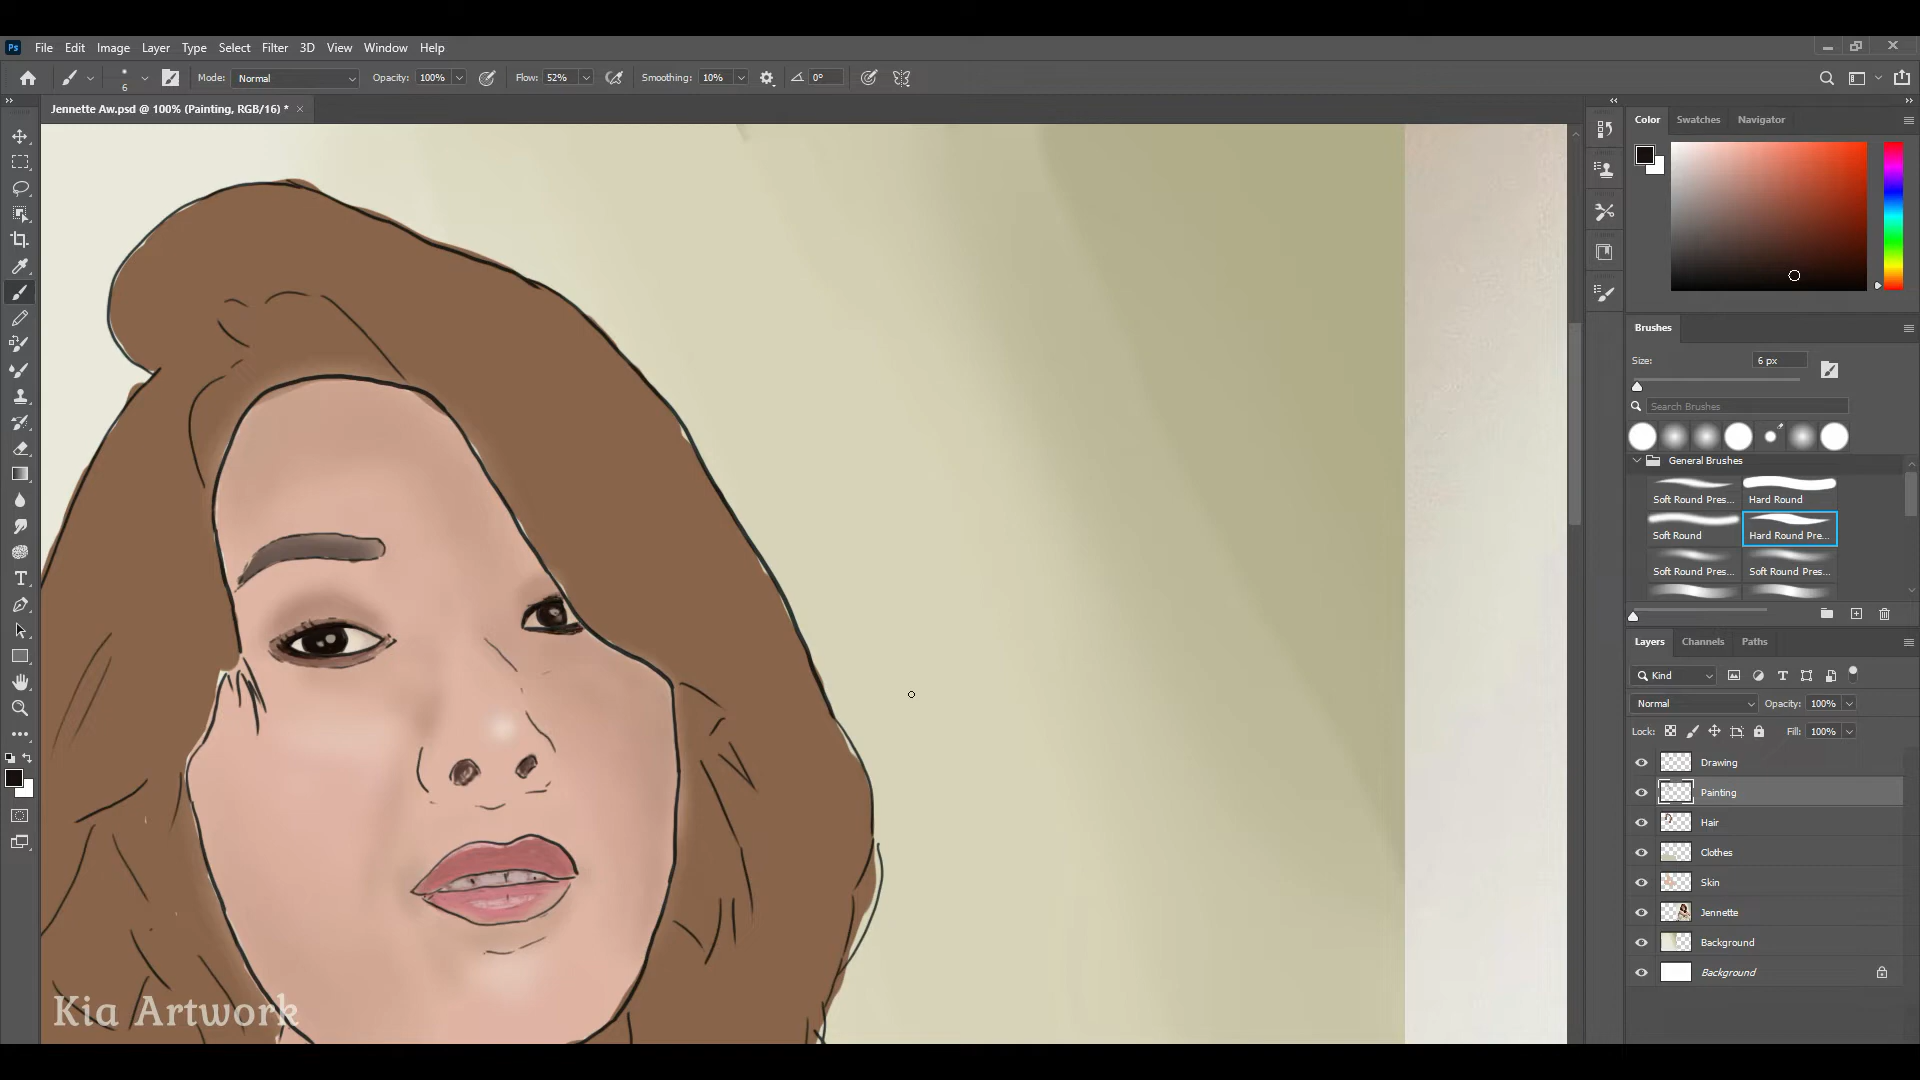 Ps File Edit Image Layer Type Select Filter 3D View Window Help
6 Mode: Normal Opacity: 100% Flow: 52% Smoothing: 10% 0°
Jennette Aw.psd @ 100% (Painting, RGB/16) *
Color Swatches Navigator
Brushes
Size: 6 px
Search Brushes
General Brushes
Soft Round Pres... Hard Round
Soft Round Hard Round Pre...
Soft Round Pres... Soft Round Pres...
Layers Channels Paths
Kind
Normal Opacity: 100%
Lock: Fill: 100%
Drawing
Painting
Hair
Clothes
Skin
Jennette
Background
Background
Kia Artwork